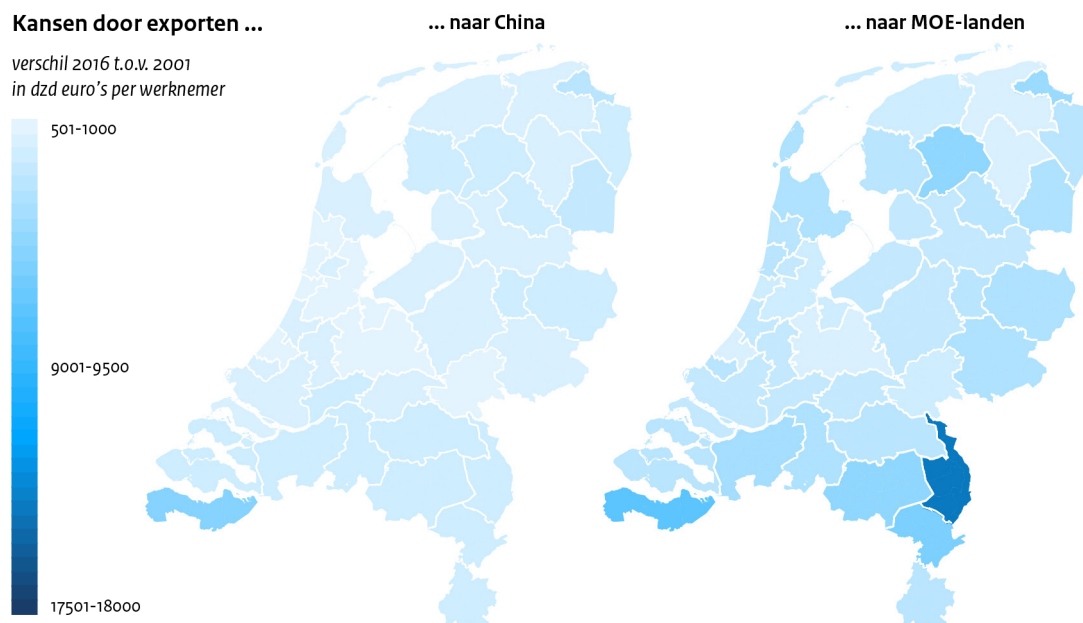 Kansen door exporten ...
... naar China
... naar MOE-landen
verschil 2016 t.o.v. 2001
in dzd euro's per werknemer
501-1000
9001-9500
17501-18000